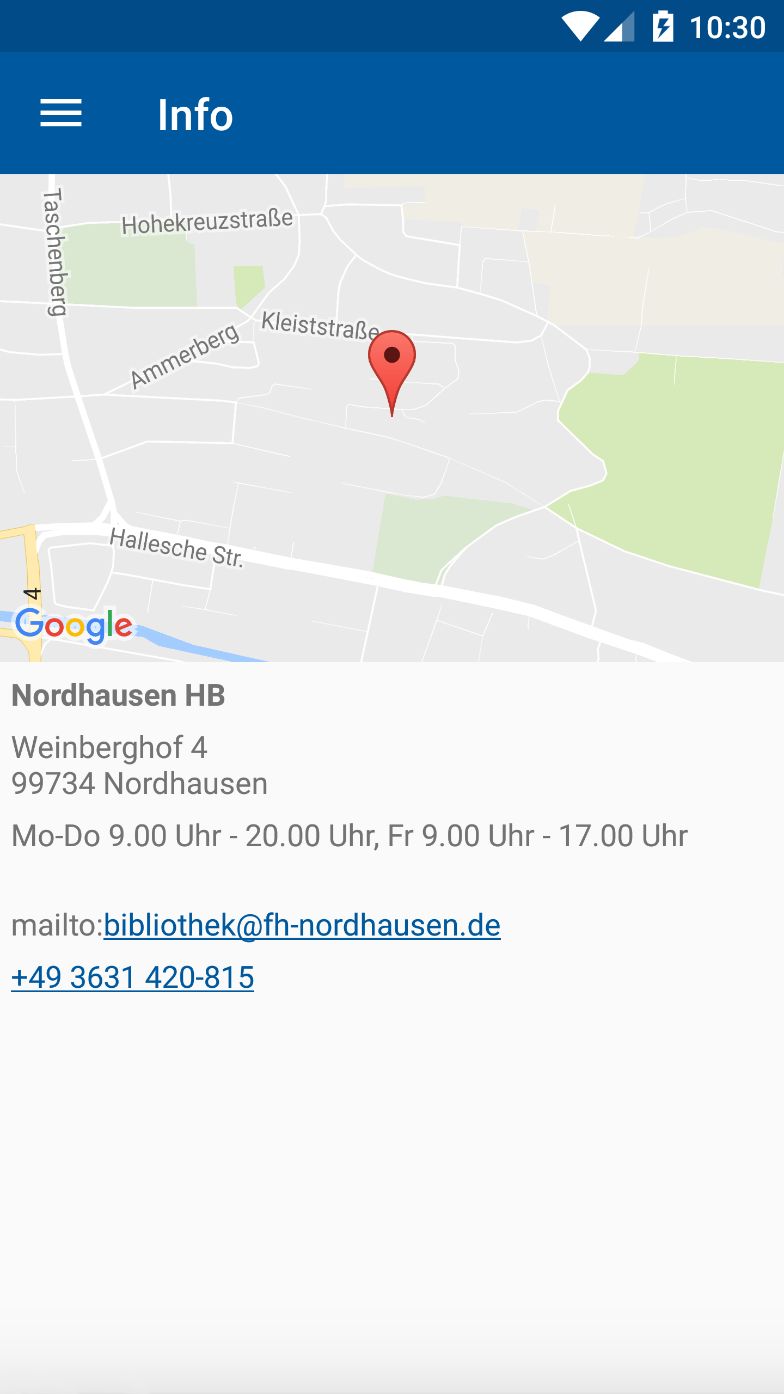 10:30
Info
Taschenberg
Hohekreuzstraße
Kleiststraße
Ammerberg
Hallesche Str.
4
Google
Nordhausen HB
Weinberghof 4
99734 Nordhausen
Mo-Do 9.00 Uhr - 20.00 Uhr, Fr 9.00 Uhr - 17.00 Uhr
mailto:bibliothek@fh-nordhausen.de
+49 3631 420-815